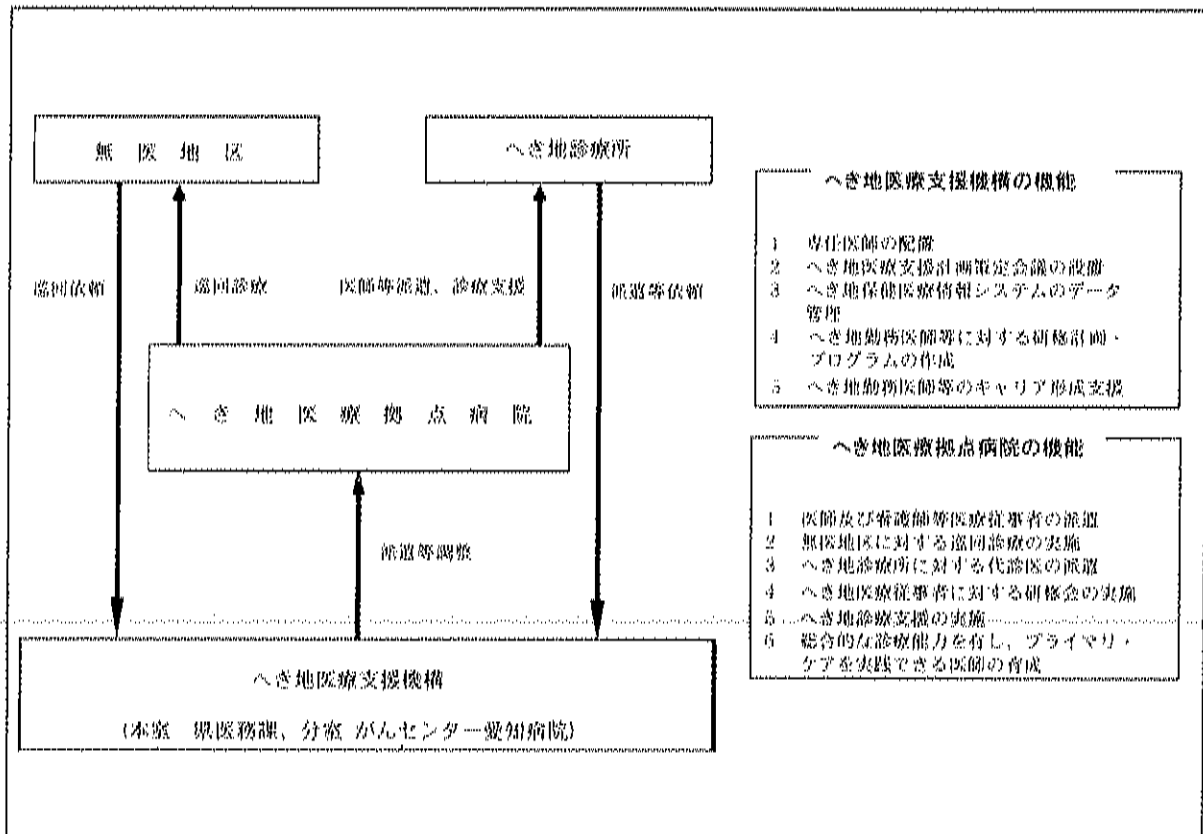 無医地区
へき地診療所
巡回依頼
巡回診療
医師等派遣、診療支援
派遣等依頼
へき地医療拠点病院
派遣等調整
へき地医療支援機構
(本室 県医務課、分室 がんセンター愛知病院)
へき地医療支援機構の機能
1 専任医師の配置
2 へき地医療支援計画策定会議の設置
3 へき地保健医療情報システムのデータ
管理
4 へき地勤務医師等に対する研修計画・
プログラムの作成
5 へき地勤務医師等のキャリア形成支援
へき地医療拠点病院の機能
1 医師及び看護師等医療従事者の派遣
2 無医地区に対する巡回診療の実施
3 へき地診療所に対する代診医の派遣
4 へき地医療従事者に対する研修会の実施
5 へき地診療支援の実施
6 総合的な診療能力を有し、プライマリ・
ケアを実践できる医師の育成